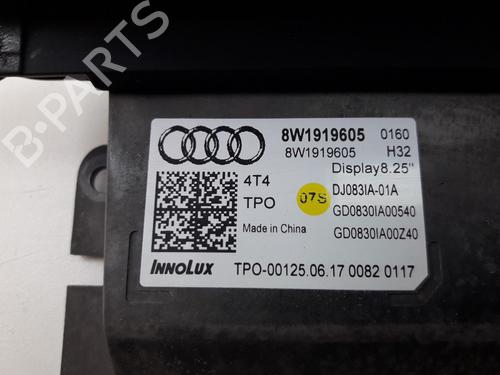 8W1919605 0160
8W1919605 H32
Display8.25"
4T4 DJ083IA-01A
TPO 07S GD0830IA00540
Made in China GD0830IA00Z40
INNOLUX TPO-00125.06.17 0082 0117
B-PARTS